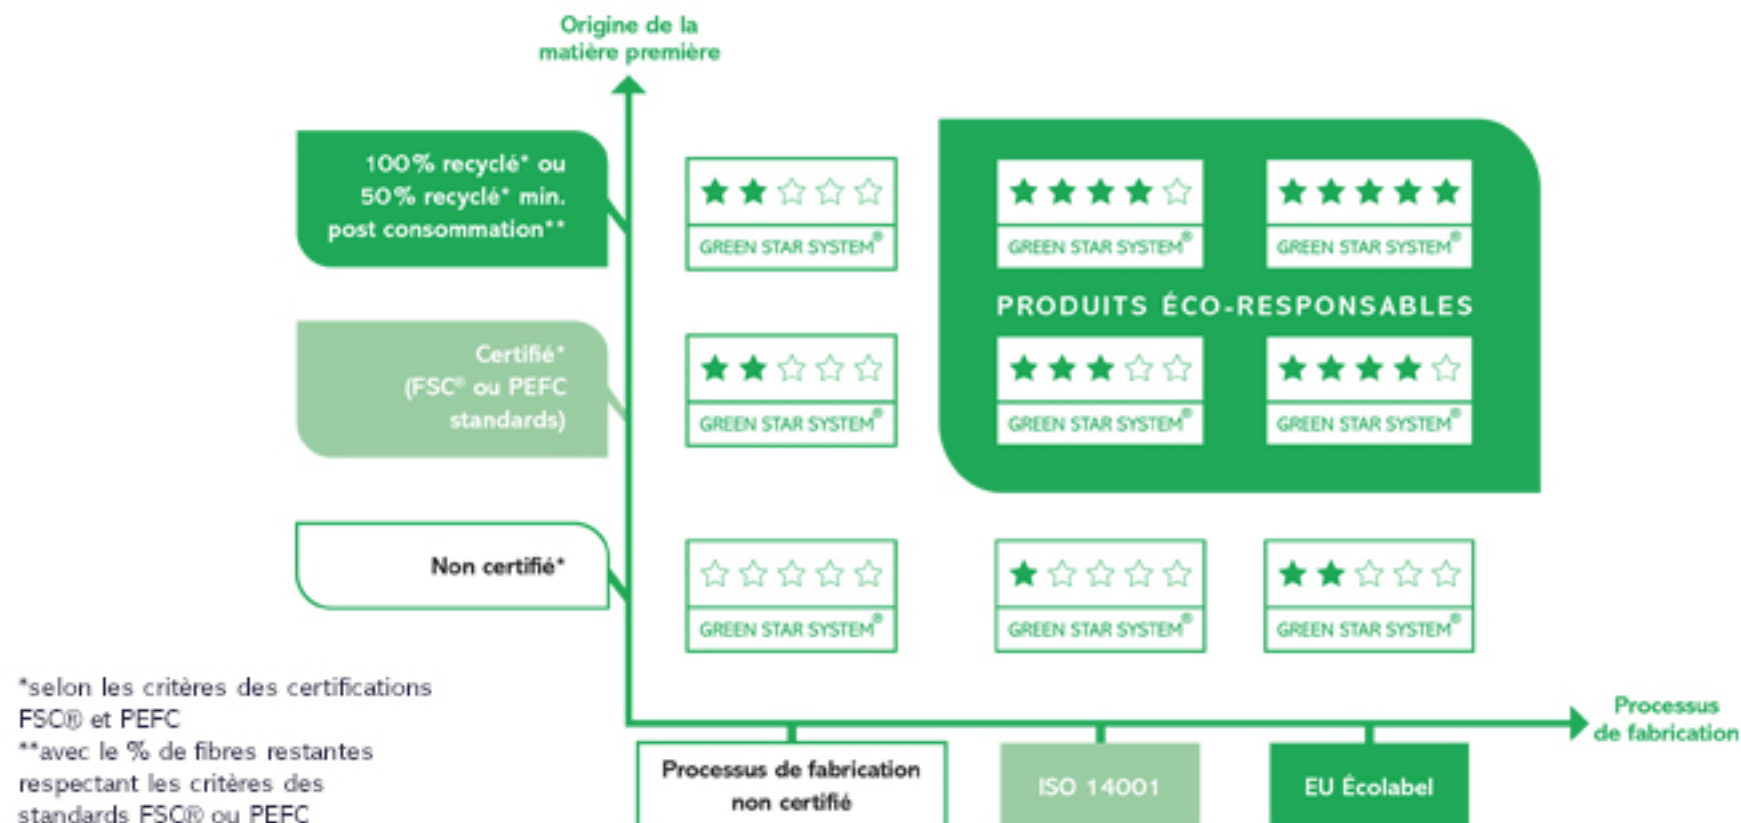 Origine de la
matière première
100% recyclé* ou
50% recyclé* min.
post consommation**
GREEN STAR SYSTEM®
GREEN STAR SYSTEM®
GREEN STAR SYSTEM®
PRODUITS ÉCO-RESPONSABLES
Certifié*
(FSC® ou PEFC
standards)
GREEN STAR SYSTEM®
GREEN STAR SYSTEM®
GREEN STAR SYSTEM®
Non certifié*
GREEN STAR SYSTEM®
GREEN STAR SYSTEM®
GREEN STAR SYSTEM®
*selon les critères des certifications
FSC® et PEFC
**avec le % de fibres restantes
respectant les critères des
standards FSC® ou PEFC
Processus
de fabrication
Processus de fabrication
non certifié
ISO 14001
EU Écolabel